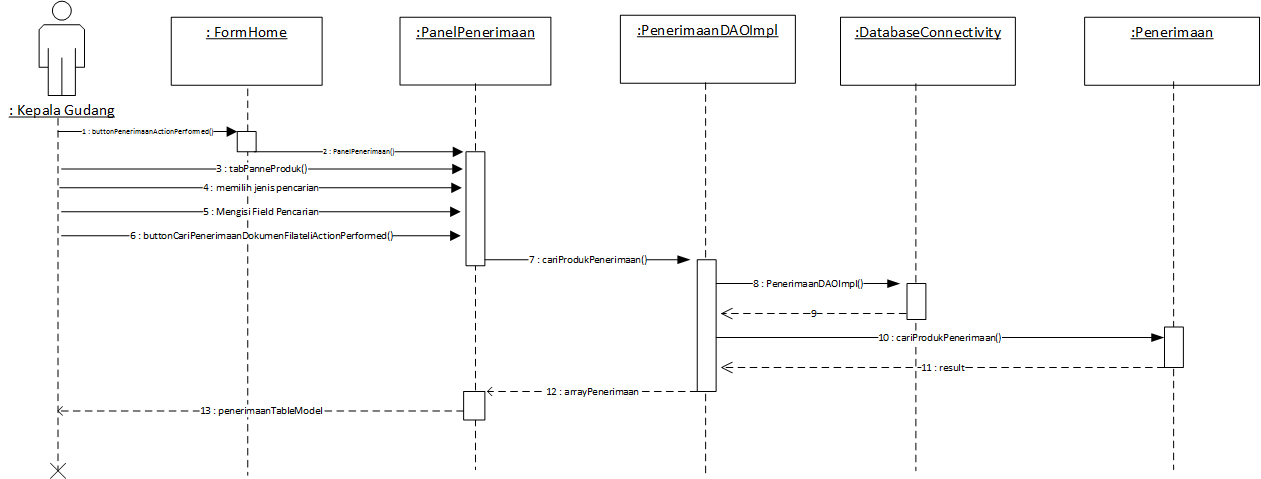 : Kepala Gudang
: FormHome
:PanelPenerimaan
:PenerimaanDAOImpl
:DatabaseConnectivity
:Penerimaan
1 : buttonPenerimaanActionPerformed()
2 : PanelPenerimaan()
3 : tabPanneProduk()
4 : memilih jenis pencarian
5 : Mengisi Field Pencarian
6 : buttonCariPenerimaanDokumenFilateliActionPerformed()
7 : cariProdukPenerimaan()
8 : PenerimaanDAOImpl()
9
10 : cariProdukPenerimaan()
11 : result
12 : arrayPenerimaan
13 : penerimaanTableModel